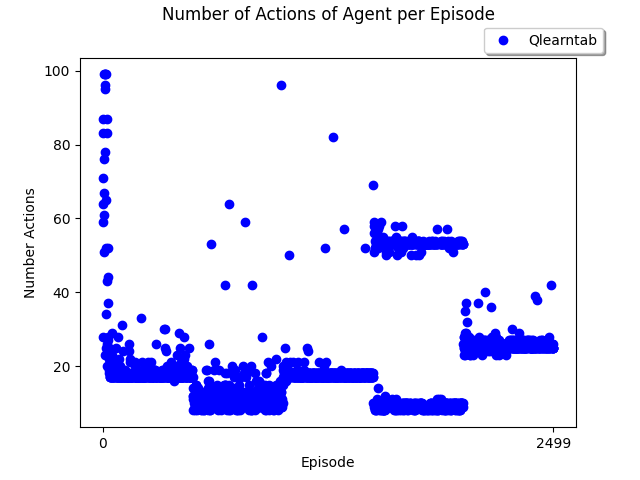 Number of Actions of Agent per Episode
Qlearntab
100
80
60
40
20
Number Actions
0
2499
Episode